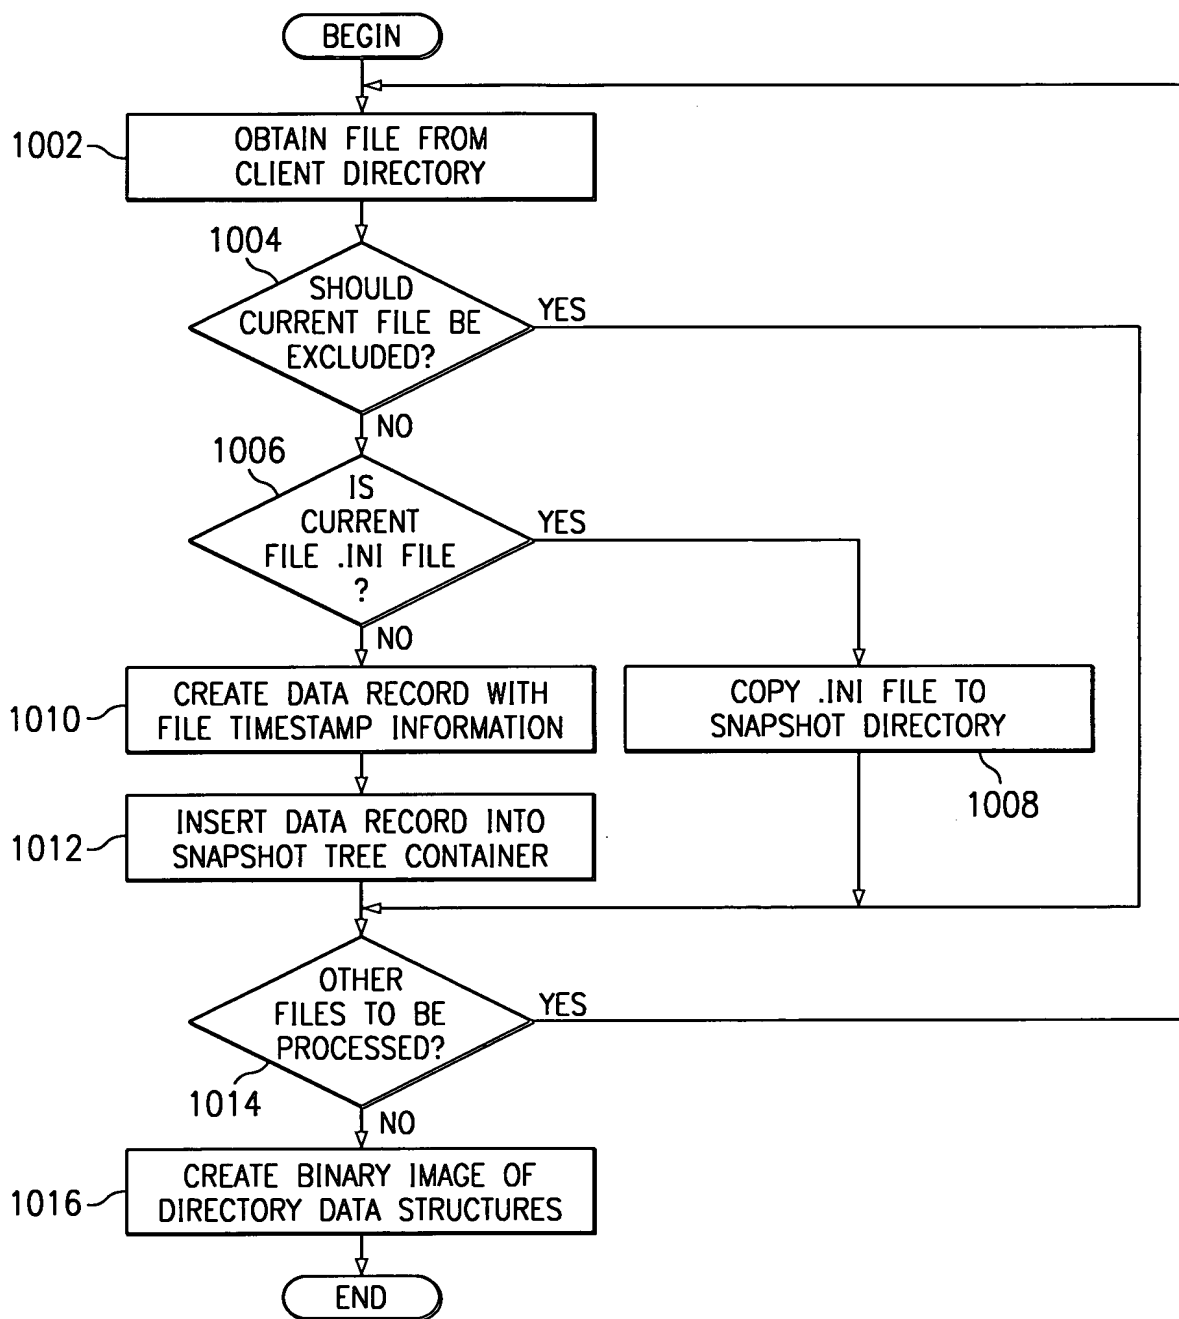 BEGIN
1002
OBTAIN FILE FROM
CLIENT DIRECTORY
1004
SHOULD
CURRENT FILE BE
EXCLUDED?
YES
NO
1006
IS
CURRENT
FILE .INI FILE
?
YES
NO
1010
CREATE DATA RECORD WITH
FILE TIMESTAMP INFORMATION
COPY .INI FILE TO
SNAPSHOT DIRECTORY
1008
1012
INSERT DATA RECORD INTO
SNAPSHOT TREE CONTAINER
OTHER
FILES TO BE
PROCESSED?
YES
1014
NO
1016
CREATE BINARY IMAGE OF
DIRECTORY DATA STRUCTURES
END